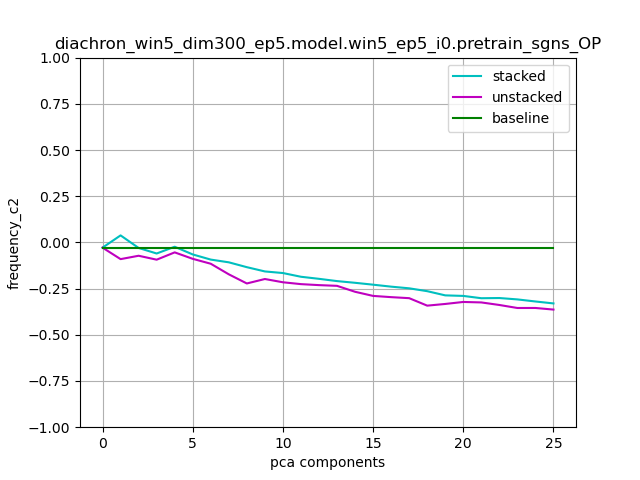 diachron_win5_dim300_ep5.model.win5_ep5_i0.pretrain_sgns_OP
stacked
unstacked
baseline
frequency_c2
1.00
0.75
0.50
0.25
0.00
−0.25
−0.50
−0.75
−1.00
0 5 10 15 20 25
pca components